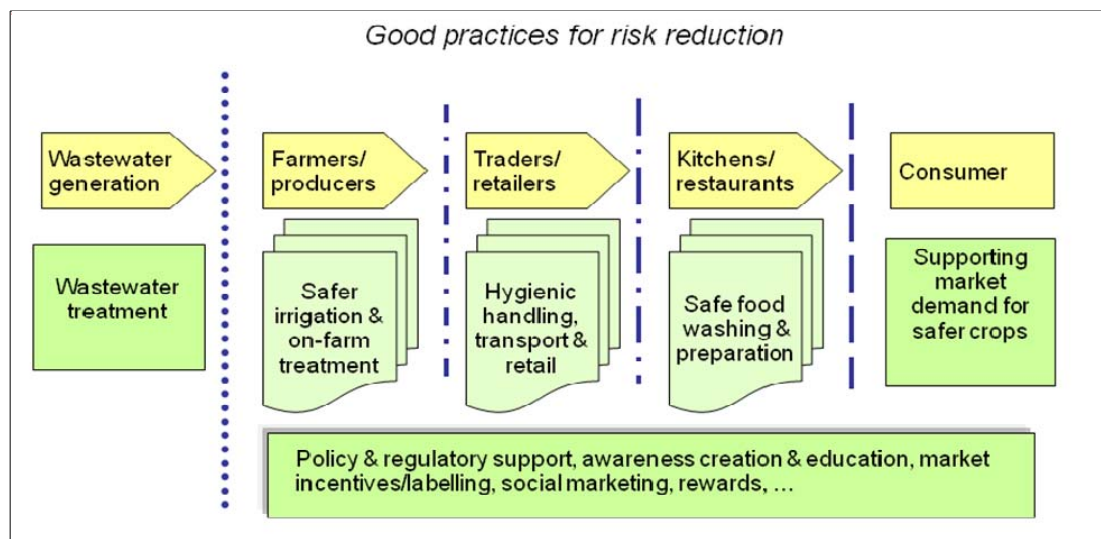 Good practices for risk reduction
Wastewater
generation
Farmers/
producers
Traders/
retailers
Kitchens/
restaurants
Consumer
Wastewater
treatment
Safer
irrigation &
on-farm
treatment
Hygienic
handling,
transport &
retail
Safe food
washing &
preparation
Supporting
market
demand for
safer crops
Policy & regulatory support, awareness creation & education, market
incentives/labelling, social marketing, rewards, ...